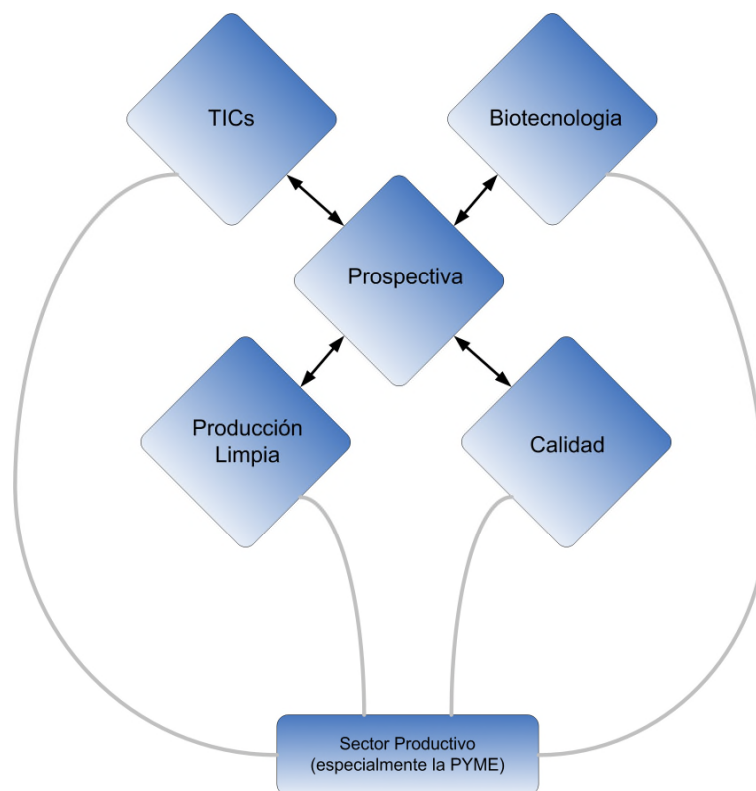 TICs
Biotecnologia
Prospectiva
Producción
Limpia
Calidad
Sector Productivo
(especialmente la PYME)